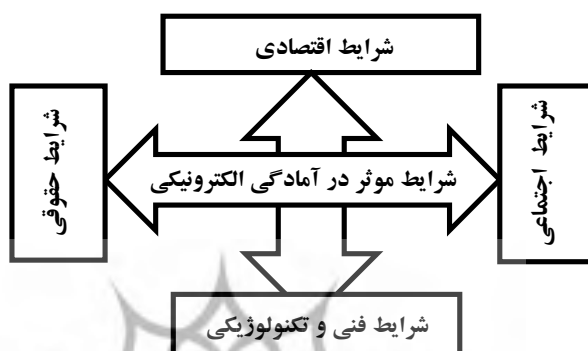 شرایط اقتصادی
شرایط اجتماعی
شرایط موثر در آمادگی الکترونیکی
شرایط حقوقی
شرایط فنی و تکنولوژیکی